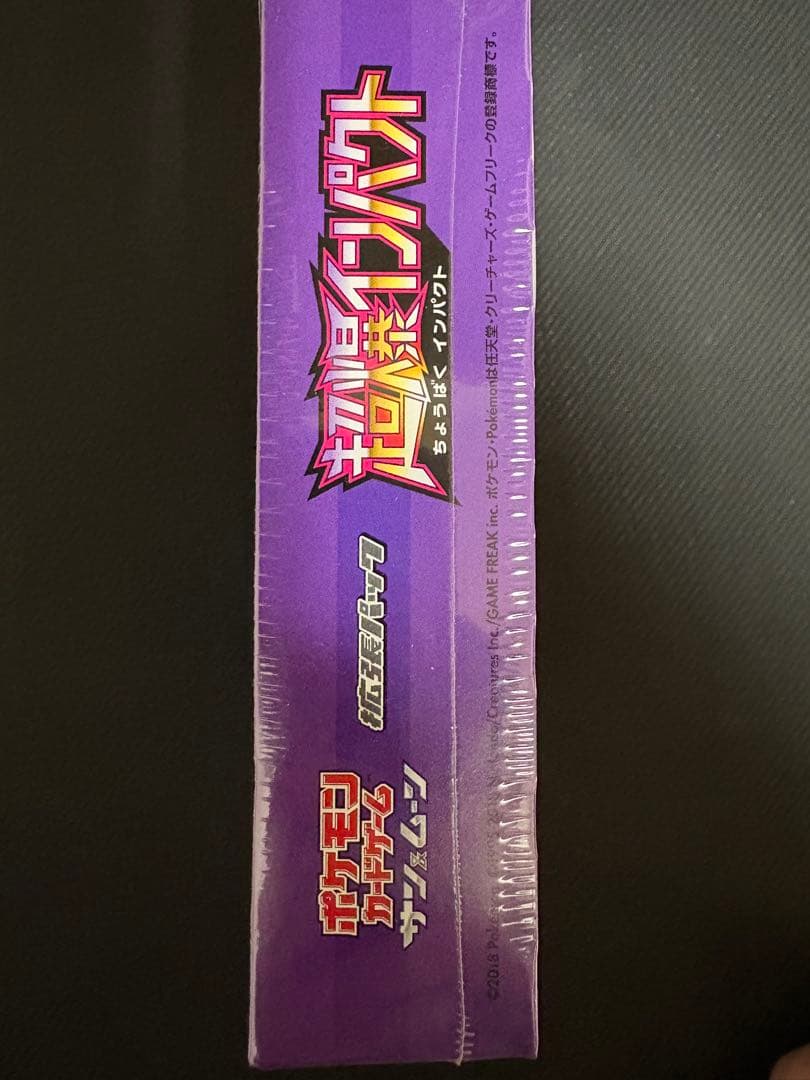 ポケモン
カードゲーム
サン&ムーン
拡張パック
超爆インパクト
ちょうばく インパクト
©2018 Poké
/Creatures Inc./GAME FREAK inc. ポケモン・Pokémonは任天堂・クリーチャーズ・ゲームフリークの登録商標です。